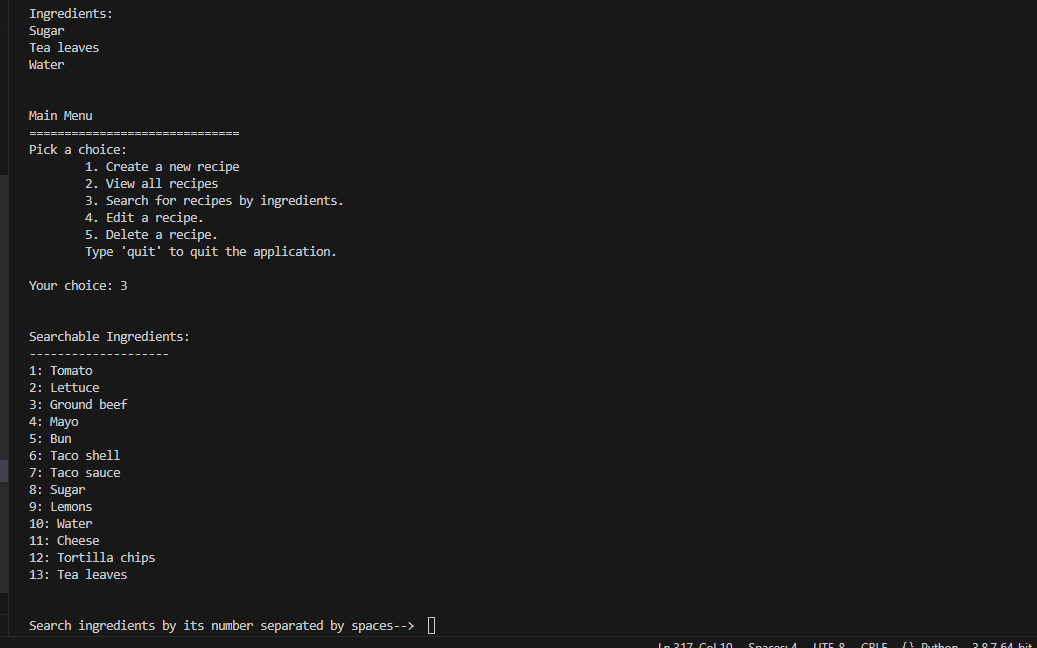 Ingredients:
Sugar
Tea leaves
Water
Main Menu
==============================
Pick a choice:
1. Create a new recipe
2. View all recipes
3. Search for recipes by ingredients.
4. Edit a recipe.
5. Delete a recipe.
Type 'quit' to quit the application.
Your choice: 3
Searchable Ingredients:
--------------------
1: Tomato
2: Lettuce
3: Ground beef
4: Mayo
5: Bun
6: Taco shell
7: Taco sauce
8: Sugar
9: Lemons
10: Water
11: Cheese
12: Tortilla chips
13: Tea leaves
Search ingredients by its number separated by spaces-->
Ln 317, Col 10 Spaces: 4 UTF-8 CRLF {} Python 3.8.7 64-bit